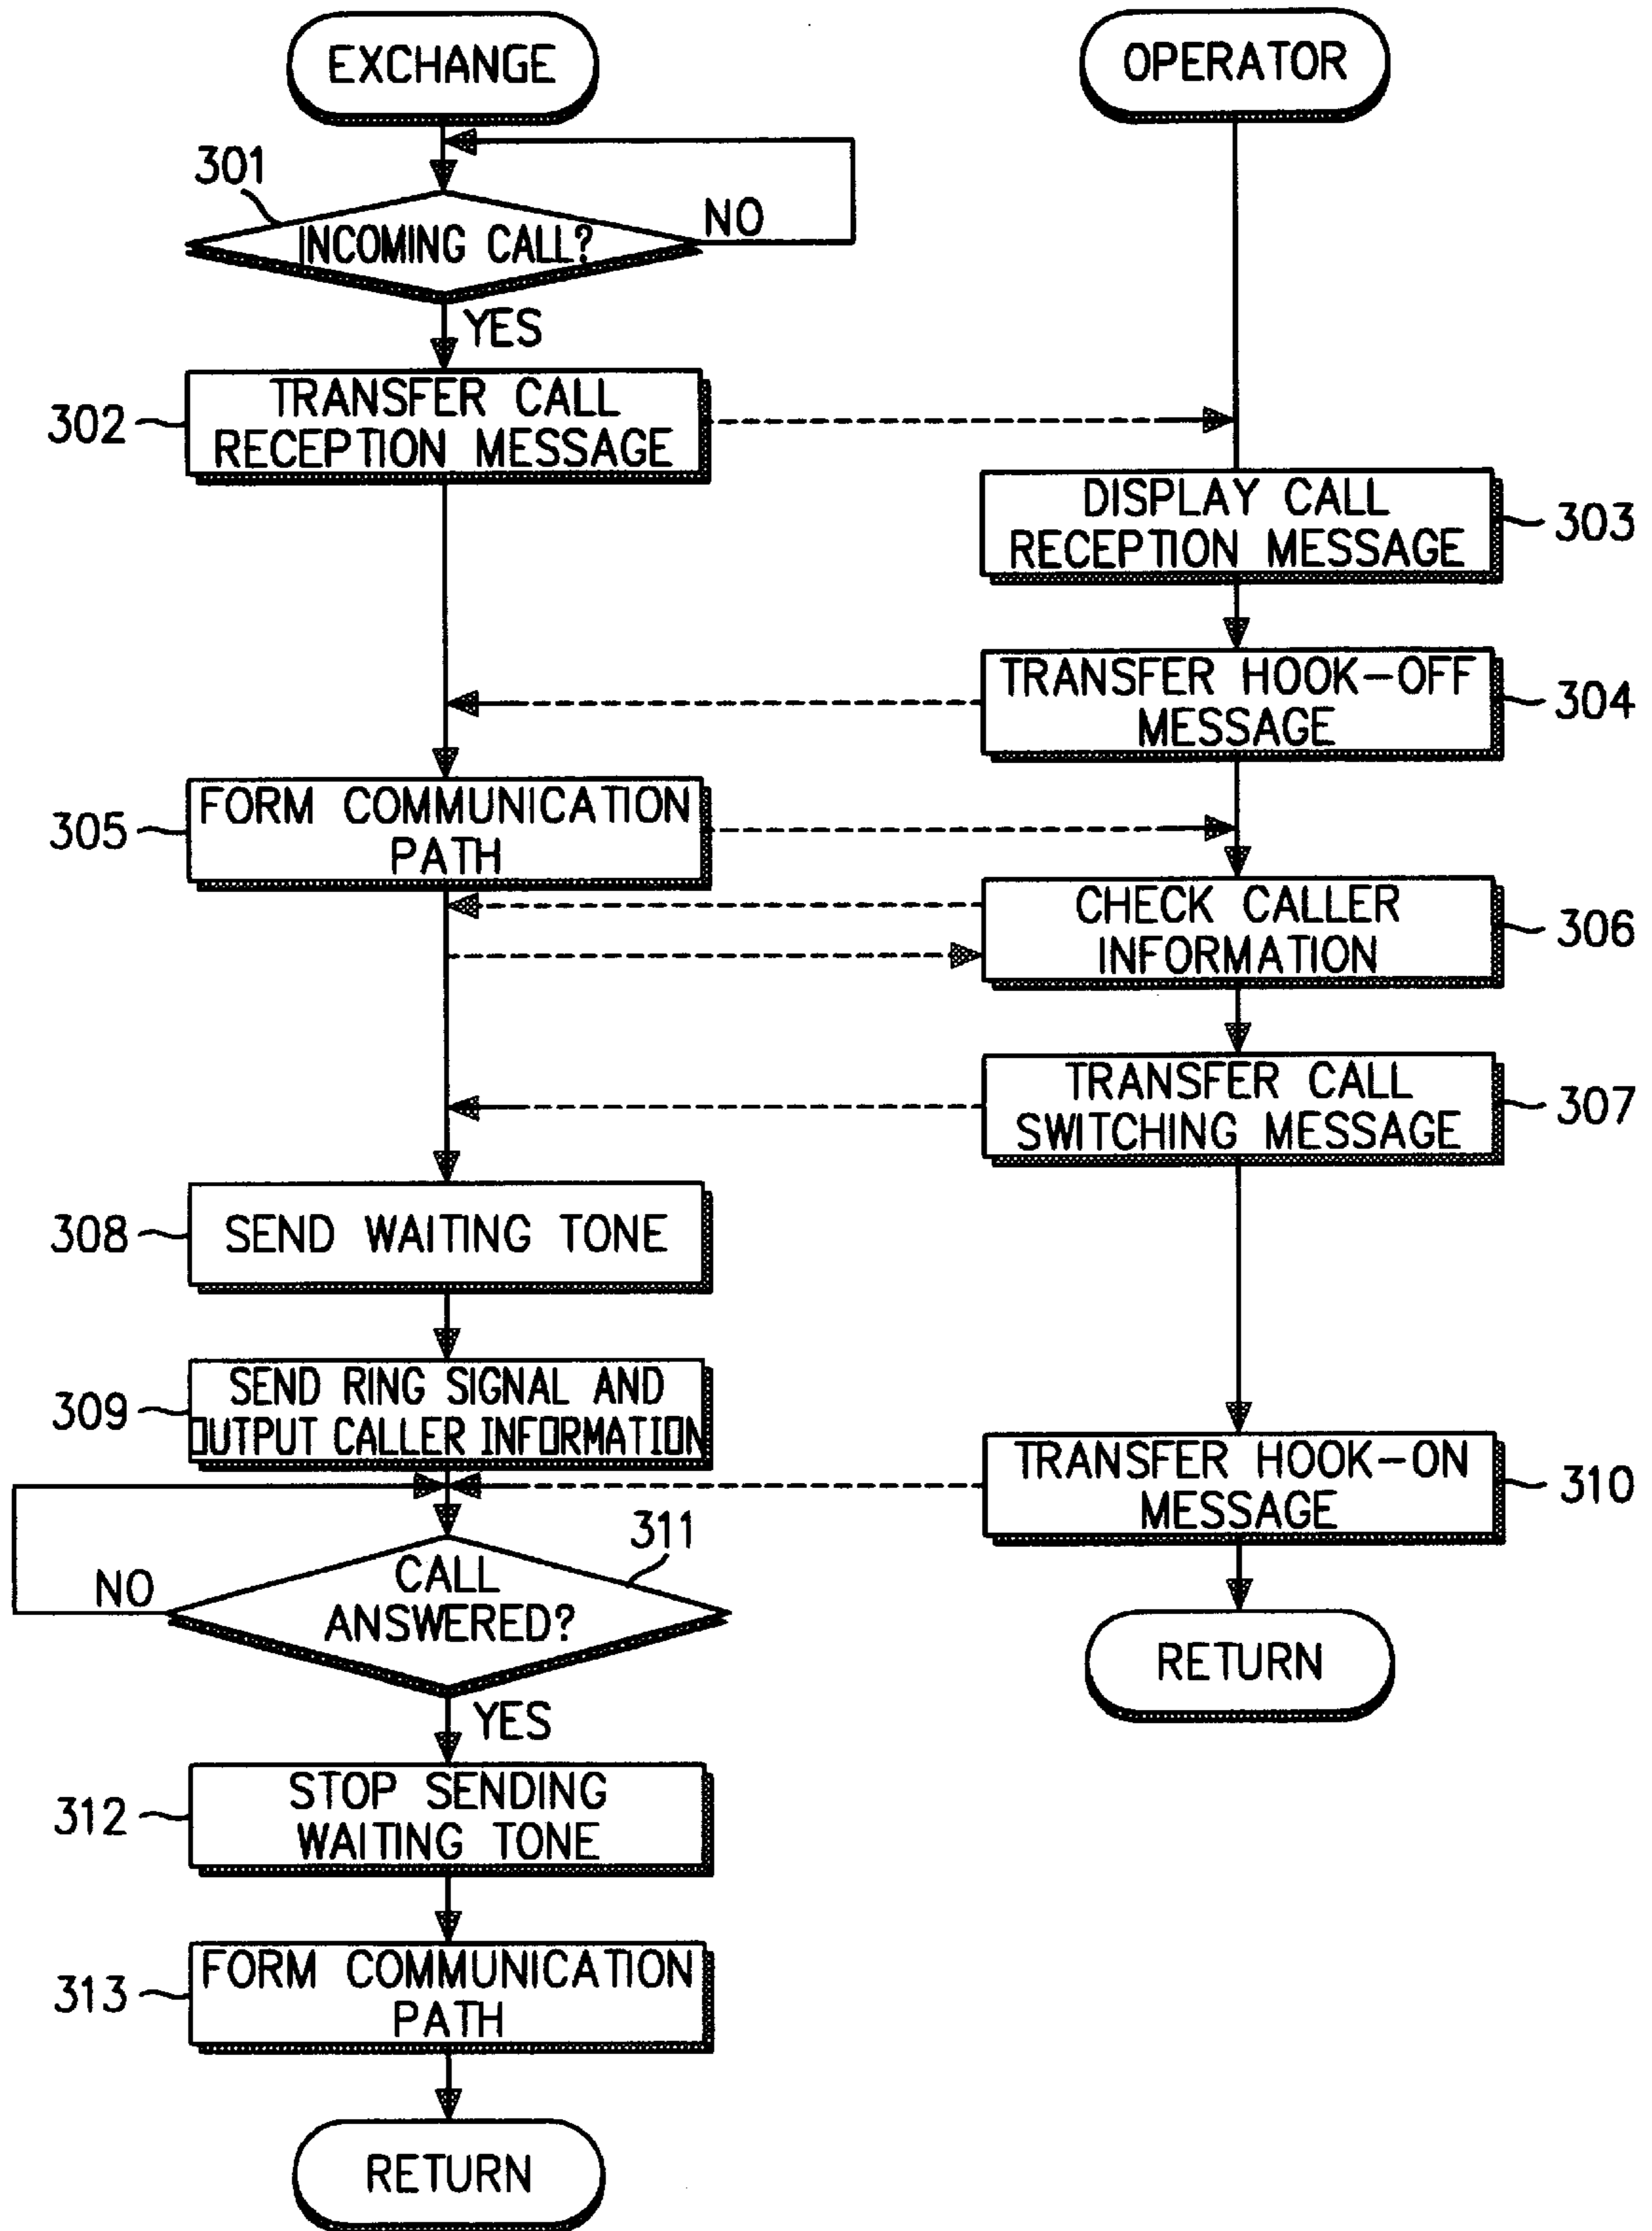 EXCHANGE
OPERATOR
301
INCOMING CALL?
NO
YES
302
TRANSFER CALL
RECEPTION MESSAGE
DISPLAY CALL
RECEPTION MESSAGE
303
TRANSFER HOOK-OFF
MESSAGE
304
305
FORM COMMUNICATION
PATH
CHECK CALLER
INFORMATION
306
TRANSFER CALL
SWITCHING MESSAGE
307
308
SEND WAITING TONE
309
SEND RING SIGNAL AND
OUTPUT CALLER INFORMATION
TRANSFER HOOK-ON
MESSAGE
310
311
CALL
ANSWERED?
NO
YES
RETURN
312
STOP SENDING
WAITING TONE
313
FORM COMMUNICATION
PATH
RETURN